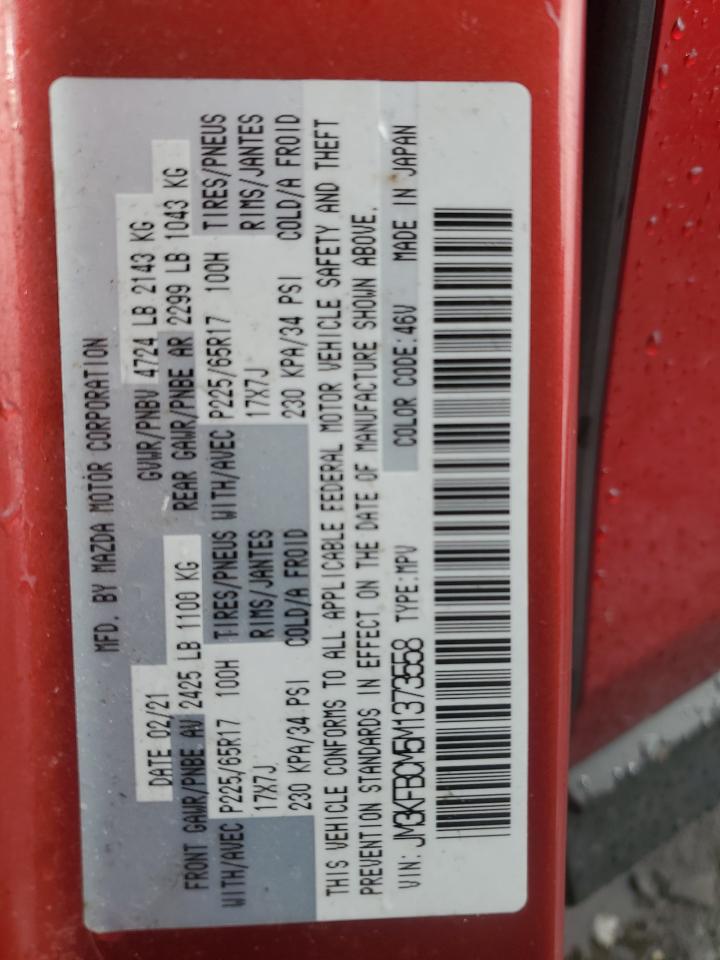 MFD. BY MAZDA MOTOR CORPORATION
DATE 02/21 GVWR/PNBV 4724 LB 2143 KG
FRONT GAWR/PNBE AV 2425 LB 1100 KG REAR GAWR/PNBE AR 2299 LB 1043 KG
WITH/AVEC P225/65R17 100H TIRES/PNEUS WITH/AVEC P225/65R17 100H TIRES/PNEUS
17X7J RIMS/JANTES 17X7J RIMS/JANTES
230 KPA/34 PSI COLD/A FROID 230 KPA/34 PSI COLD/A FROID
THIS VEHICLE CONFORMS TO ALL APPLICABLE FEDERAL MOTOR VEHICLE SAFETY AND THEFT
PREVENTION STANDARDS IN EFFECT ON THE DATE OF MANUFACTURE SHOWN ABOVE.
VIN: JM3KFBCM5M1373558 TYPE:MPV COLOR CODE:46V MADE IN JAPAN